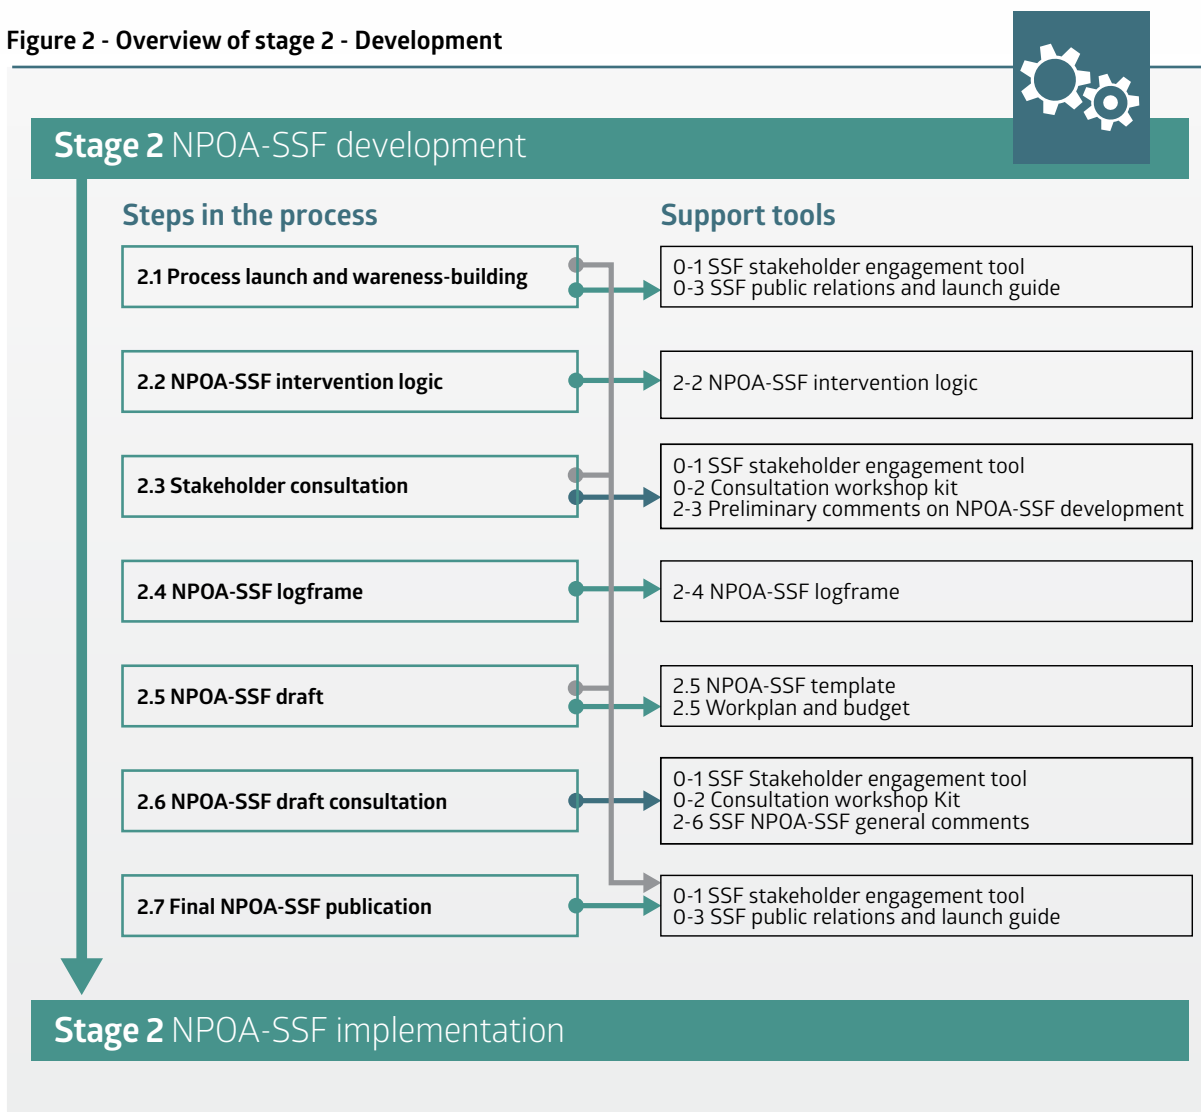 Figure 2 - Overview of stage 2 - Development
Stage 2 NPOA-SSF development
Steps in the process
Support tools
2.1 Process launch and wareness-building
0-1 SSF stakeholder engagement tool
0-3 SSF public relations and launch guide
2.2 NPOA-SSF intervention logic
2-2 NPOA-SSF intervention logic
2.3 Stakeholder consultation
0-1 SSF stakeholder engagement tool
0-2 Consultation workshop kit
2-3 Preliminary comments on NPOA-SSF development
2.4 NPOA-SSF logframe
2-4 NPOA-SSF logframe
2.5 NPOA-SSF draft
2.5 NPOA-SSF template
2.5 Workplan and budget
2.6 NPOA-SSF draft consultation
0-1 SSF Stakeholder engagement tool
0-2 Consultation workshop Kit
2-6 SSF NPOA-SSF general comments
2.7 Final NPOA-SSF publication
0-1 SSF stakeholder engagement tool
0-3 SSF public relations and launch guide
Stage 2 NPOA-SSF implementation